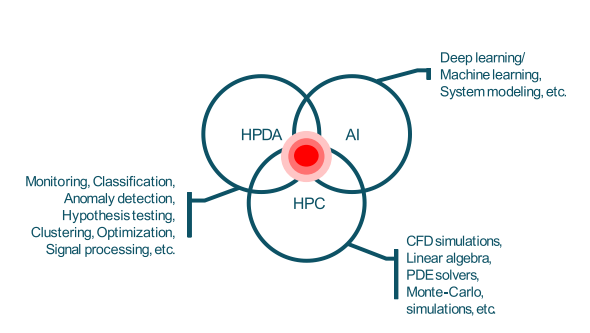 Deep learning/
Machine learning,
System modeling, etc.
HPDA
AI
HPC
Monitoring, Classification,
Anomaly detection,
Hypothesis testing,
Clustering, Optimization,
Signal processing, etc.
CFD simulations,
Linear algebra,
PDE solvers,
Monte-Carlo,
simulations, etc.